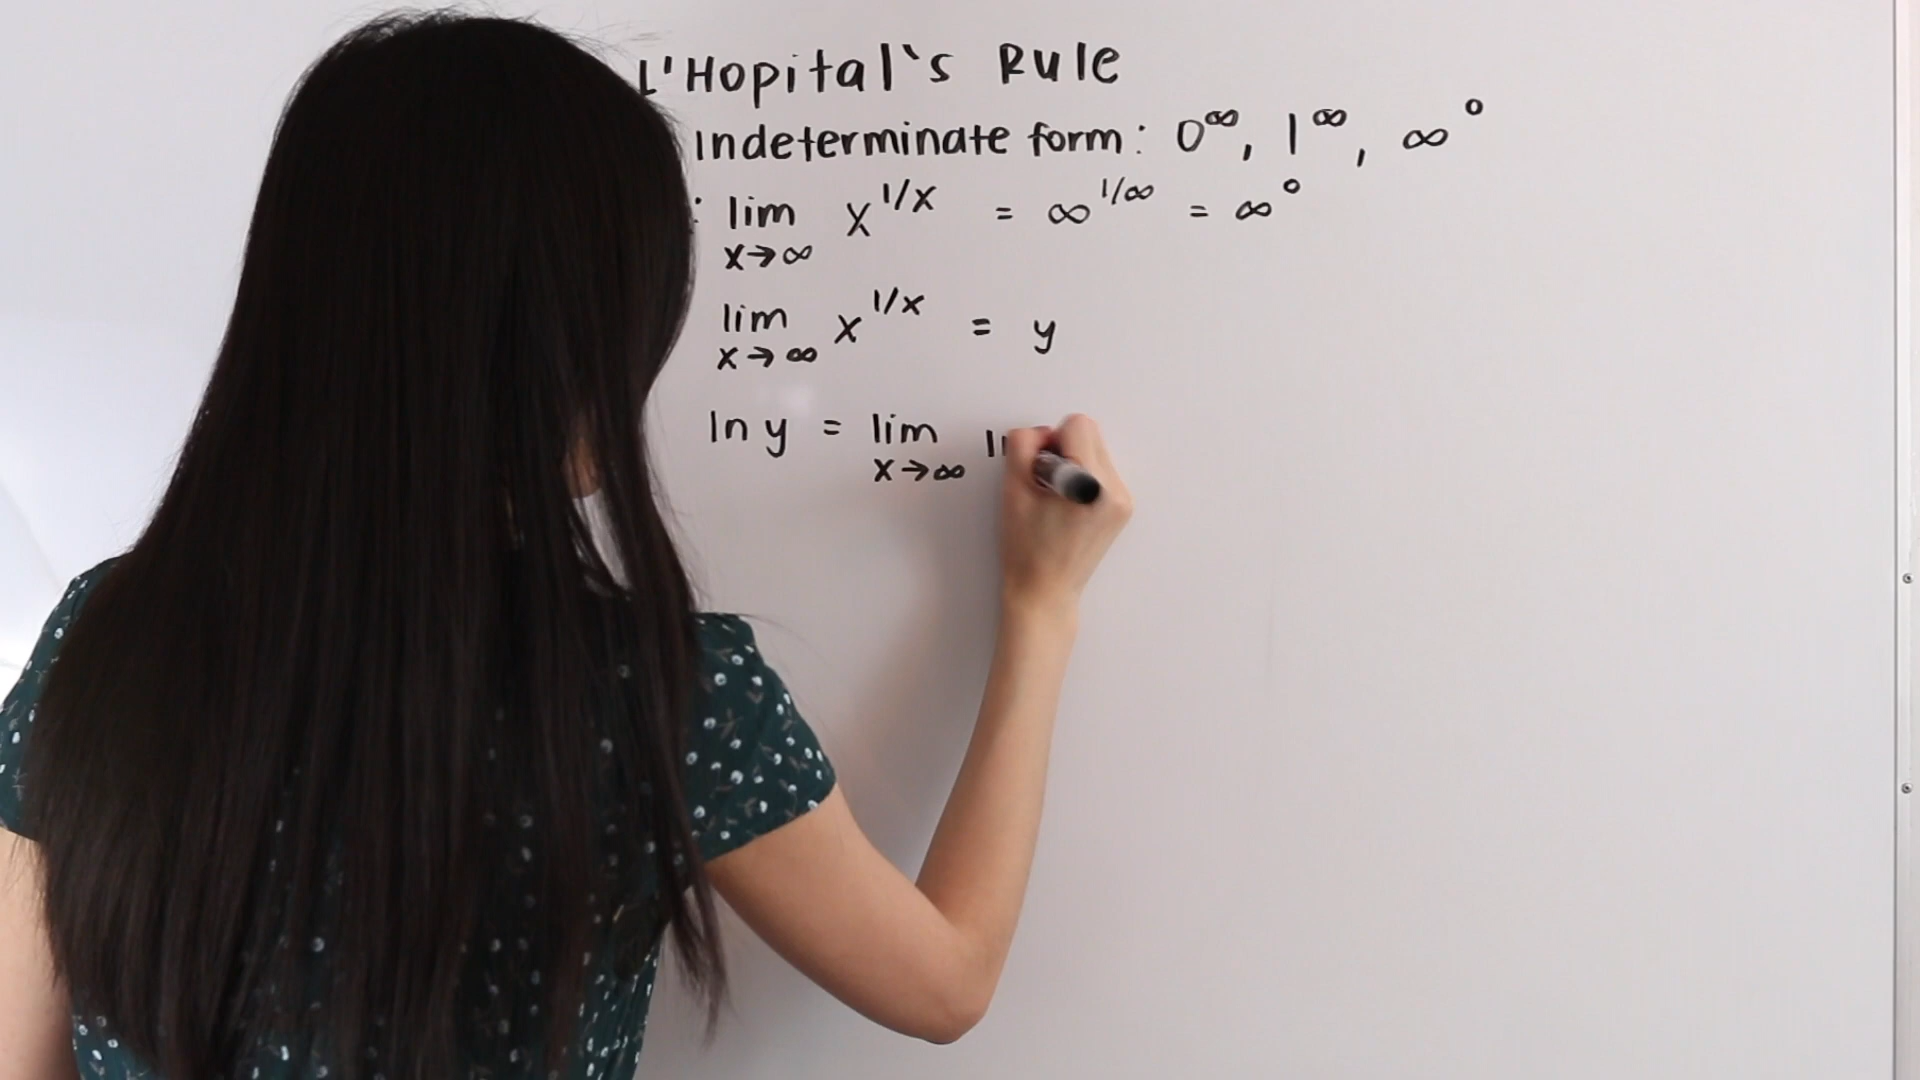 L'Hopital's Rule
Indeterminate form: 0^∞, 1^∞, ∞^0
: lim x→∞ x^1/x = ∞^1/∞ = ∞^0
lim x→∞ x^1/x = y
ln y = lim x→∞